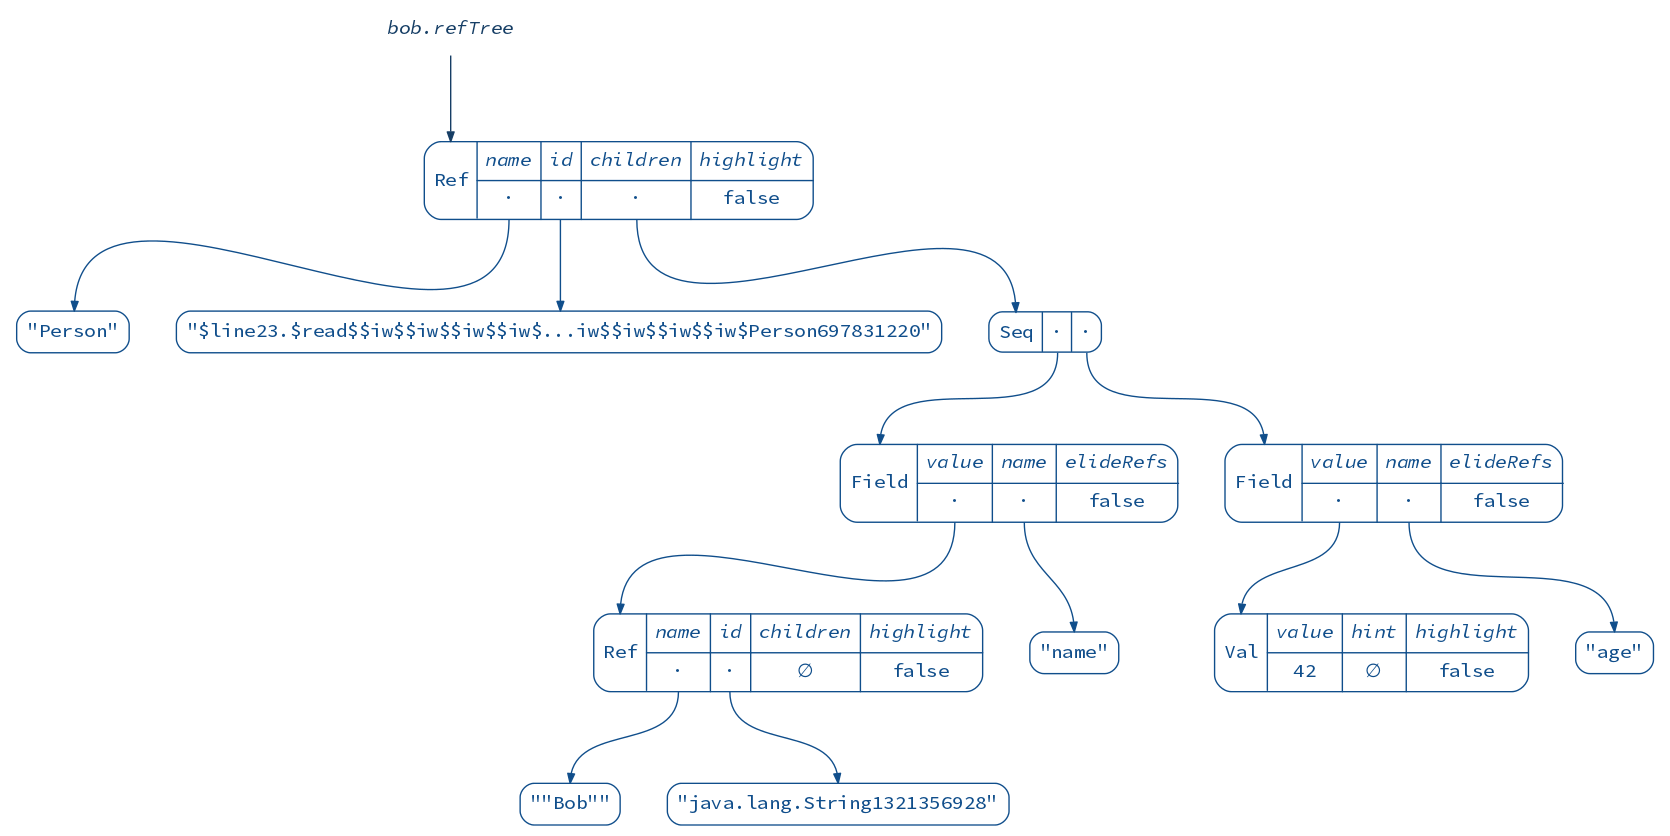 bob.refTree
Ref name id children highlight
· · · false
"Person"
"$line23.$read$$iw$$iw$$iw$$iw$...iw$$iw$$iw$$iw$Person697831220"
Seq · ·
Field value name elideRefs
· · false
Field value name elideRefs
· · false
Ref name id children highlight
· · ∅ false
"name"
Val value hint highlight
42 ∅ false
"age"
""Bob""
"java.lang.String1321356928"